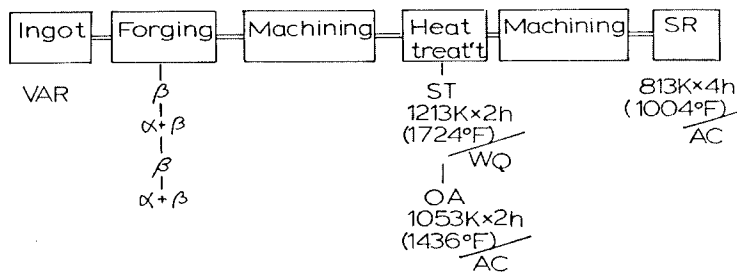 Ingot
Forging
Machining
Heat
treat't
Machining
SR
VAR
β
α+β
β
α+β
ST
1213K×2h
(1724°F)
WQ
OA
1053K×2h
(1436°F)
AC
813K×4h
(1004°F)
AC